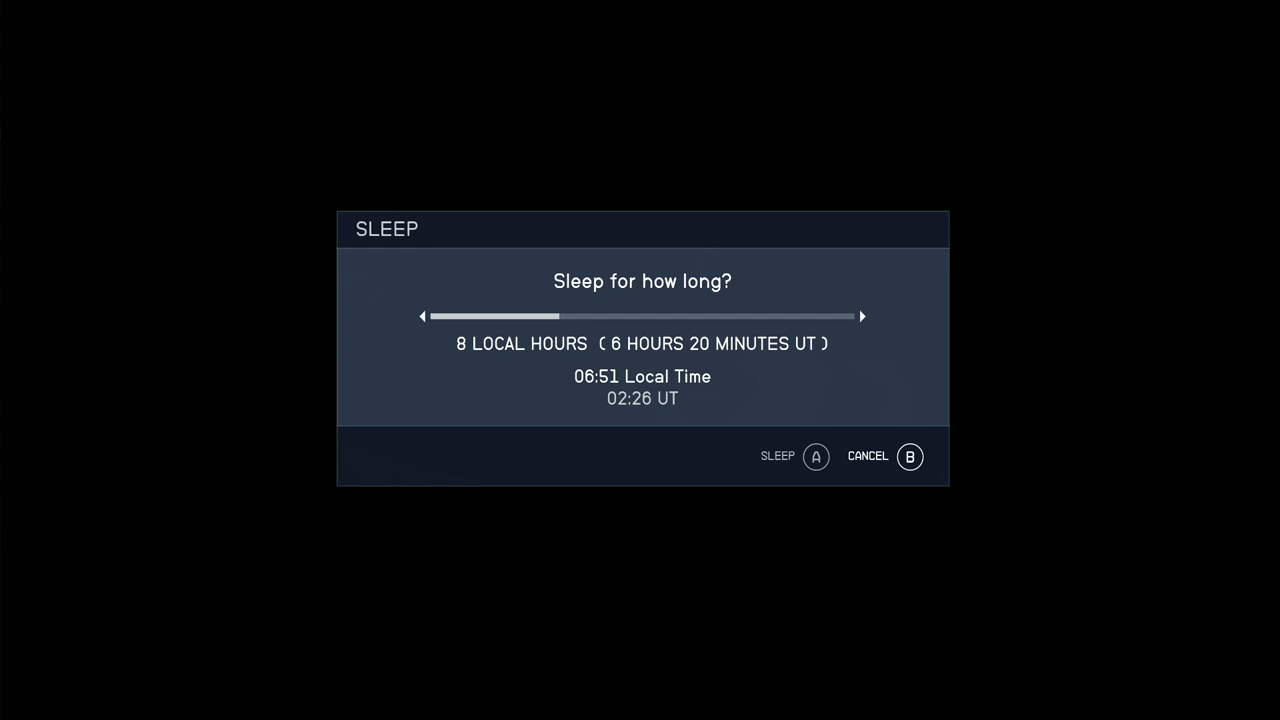 SLEEP
Sleep for how long?
8 LOCAL HOURS ( 6 HOURS 20 MINUTES UT )
06:51 Local Time
02:26 UT
SLEEP A CANCEL B